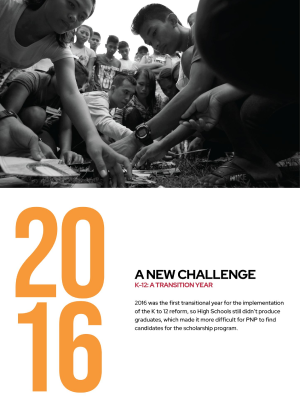 20
16
A NEW CHALLENGE
K-12: A TRANSITION YEAR
2016 was the first transitional year for the implementation
of the K to 12 reform, so High Schools still didn't produce
graduates, which made it more difficult for PNP to find
candidates for the scholarship program.